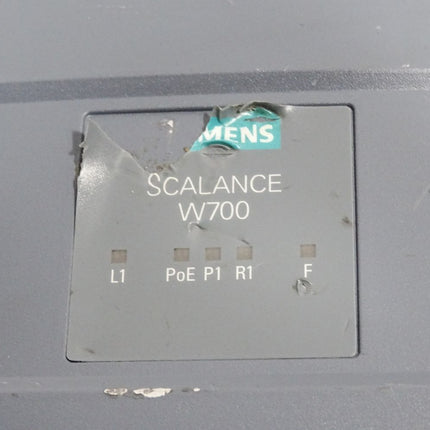 MENS
SCALANCE
W700
L1 PoE P1 R1 F